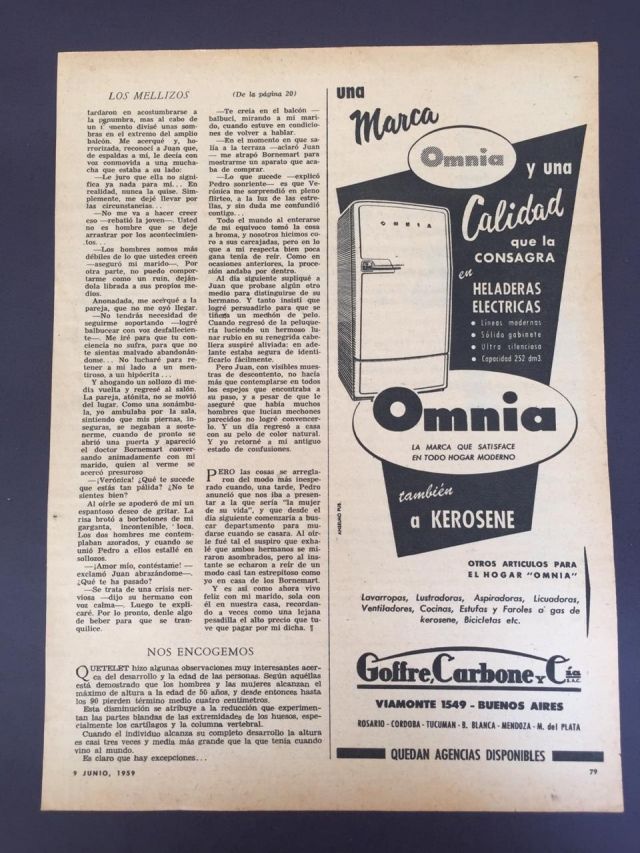 LOS MELLIZOS
(De la página 20)
tardaron en acostumbrarse a
la penumbra, mas al cabo de
un momento divisé unas som-
bras en el extremo del amplio
balcón. Me acerqué y, ho-
rrorizada, reconocí a Juan que,
de espaldas a mí, le decía con
voz conmovida a una mucha-
cha que estaba a su lado:
—Le juro que ella no signi-
fica ya nada para mí... En
realidad, nunca la quise. Sim-
plemente, me dejé llevar por
las circunstancias...
—No me va a hacer creer
eso —rebatió la joven—. Usted
no es hombre que se deje
arrastrar por los acontecimien-
tos...
—Los hombres somos más
débiles de lo que ustedes creen
—aseguró mi marido—. Por
otra parte, no puedo compor-
tarme como un ruin, deján-
dola librada a sus propios me-
dios.
Anonadada, me acerqué a la
pareja, que no me oyó llegar.
—No tendrás necesidad de
seguirme soportando —logré
balbucear con voz desfallecien-
te—. Me iré para que tu con-
ciencia no sufra, para que no
te sientas malvado abandonán-
dome... No lucharé para re-
tener a mi lado a un men-
tiroso, a un hipócrita...
Y ahogando un sollozo di me-
dia vuelta y regresé al salón.
La pareja, atónita, no se movió
del lugar. Como una sonámbu-
la, yo ambulaba por la sala,
sintiendo que mis piernas, in-
seguras, se negaban a soste-
nerme, cuando de pronto se
abrió una puerta y apareció
el doctor Bornemart conver-
sando animadamente con mi
marido, quien al verme se
acercó presuroso
—¡Verónica! ¿Qué te sucede
que estás tan pálida? ¿No te
sientes bien?
Al oírle se apoderó de mí un
espantoso deseo de gritar. La
risa brotó a borbotones de mi
garganta, incontenible, loca.
Los dos hombres me contem-
plaban azorados, y cuando se
unió Pedro a ellos estallé en
sollozos.
—¡Amor mío, contéstame! —
exclamó Juan abrazándome—.
¿Qué te ha pasado?
—Se trata de una crisis ner-
viosa —dijo su hermano con
voz calma—. Luego te expli-
caré. Por lo pronto, denle algo
de beber para que se tran-
quilice.
—Te creía en el balcón —
balbucí, mirando a mi mari-
do, cuando estuve en condicio-
nes de volver a hablar.
—En el momento en que sa-
lía a la terraza —aclaró Juan
— me atrapó Bornemart para
mostrarme un aparato que aca-
ba de comprar.
—Lo que sucede —explicó
Pedro sonriente— es que Ve-
rónica me sorprendió en pleno
flirteo, a la luz de las estre-
llas, y sin duda me confundió
contigo...
Todo el mundo al enterarse
de mi equívoco tomó la cosa
a broma, y nosotros hicimos co-
ro a sus carcajadas, pero en lo
que a mí respecta bien poca
gana tenía de reír. Como en
ocasiones anteriores, la proce-
sión andaba por dentro.
Al día siguiente supliqué a
Juan que probase algún otro
medio para distinguirse de su
hermano. Y tanto insistí que
logré persuadirlo para que se
tiñera un mechón de pelo.
Cuando regresó de la peluque-
ría luciendo un hermoso lu-
nar rubio en su renegrida cabe-
llera suspiré aliviada: en ade-
lante estaba segura de identi-
ficarlo fácilmente.
Pero Juan, con visibles mues-
tras de descontento, no hacía
más que contemplarse en todos
los espejos que encontraba a
su paso, y a pesar de que le
aseguré que había muchos
hombres que lucían mechones
parecidos no logré convencer-
lo. Y un día regresó a casa
con su pelo de color natural.
Y yo retorné a mi antiguo
estado de confusiones.
PERO las cosas se arregla-
ron del modo más inespe-
rado cuando, una tarde, Pedro
anunció que nos iba a presen-
tar a la que sería "la mujer
de su vida", y que desde el
día siguiente comenzaría a bus-
car departamento para mu-
darse cuando se casara. Al oír-
le fué tal el suspiro que exha-
lé que ambos hermanos se mi-
raron asombrados, pero al ins-
tante se echaron a reír de un
modo casi tan estrepitoso como
yo en casa de los Bornemart.
Y es así como ahora vivo
feliz con mi marido, sola con
él en nuestra casa, recordan-
do a veces como una lejana
pesadilla el alto precio que tu-
ve que pagar por mi dicha. ¶
NOS ENCOGEMOS
QUETELET hizo algunas observaciones muy interesantes acer-
ca del desarrollo y la edad de las personas. Según aquéllas
está demostrado que los hombres y las mujeres alcanzan el
máximo de altura a la edad de 50 años, y desde entonces hasta
los 90 pierden término medio cuatro centímetros.
Esta disminución se atribuye a la reducción que experimen-
tan las partes blandas de las extremidades de los huesos, espe-
cialmente los cartílagos y la columna vertebral.
Cuando el individuo alcanza su completo desarrollo la altura
es casi tres veces y media más grande que la que tenía cuando
vino al mundo.
Es claro que hay excepciones...
9 JUNIO, 1959
una
Marca
Omnia
y una
Calidad
que la
CONSAGRA
en
HELADERAS
ELECTRICAS
• Líneas modernas
• Sólido gabinete
• Ultra silenciosa
• Capacidad 252 dm3.
OMNIA
Omnia
LA MARCA QUE SATISFACE
EN TODO HOGAR MODERNO
también
a KEROSENE
ANSELMO PUB.
OTROS ARTICULOS PARA
EL HOGAR "OMNIA"
Lavarropas, Lustradoras, Aspiradoras, Licuadoras,
Ventiladores, Cocinas, Estufas y Faroles a gas de
kerosene, Bicicletas etc.
Goffre, Carbone y Cía
S.R.L.
VIAMONTE 1549 - BUENOS AIRES
ROSARIO - CORDOBA - TUCUMAN - B. BLANCA - MENDOZA - M. del PLATA
QUEDAN AGENCIAS DISPONIBLES
79